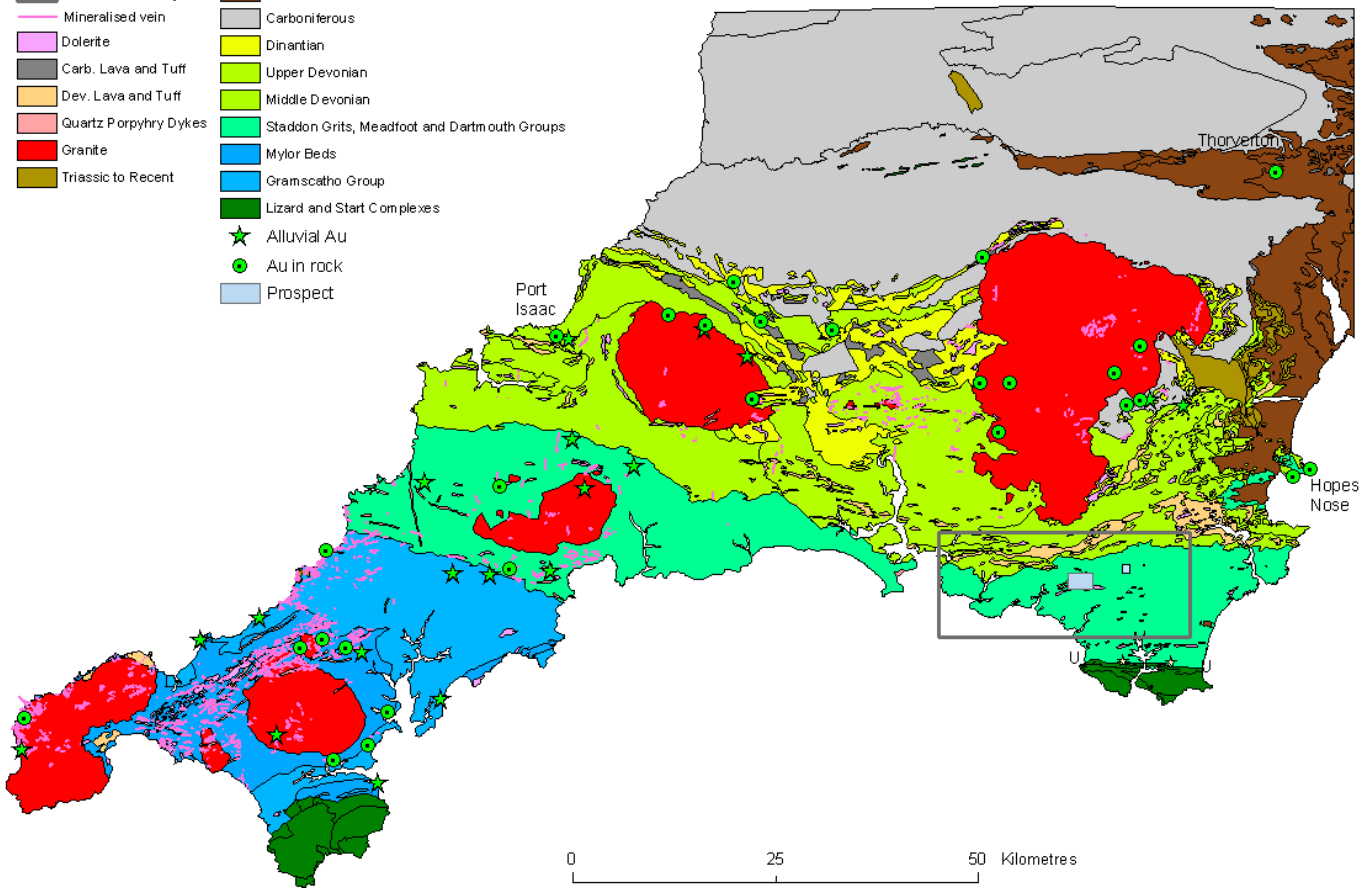 Mineralised vein
Dolerite
Carb. Lava and Tuff
Dev. Lava and Tuff
Quartz Porpyhry Dykes
Granite
Triassic to Recent
Carboniferous
Dinantian
Upper Devonian
Middle Devonian
Staddon Grits, Meadfoot and Dartmouth Groups
Mylor Beds
Gramscatho Group
Lizard and Start Complexes
Alluvial Au
Au in rock
Prospect
Thorverton
Port
Isaac
Hopes
Nose
U
U
0 25 50 Kilometres